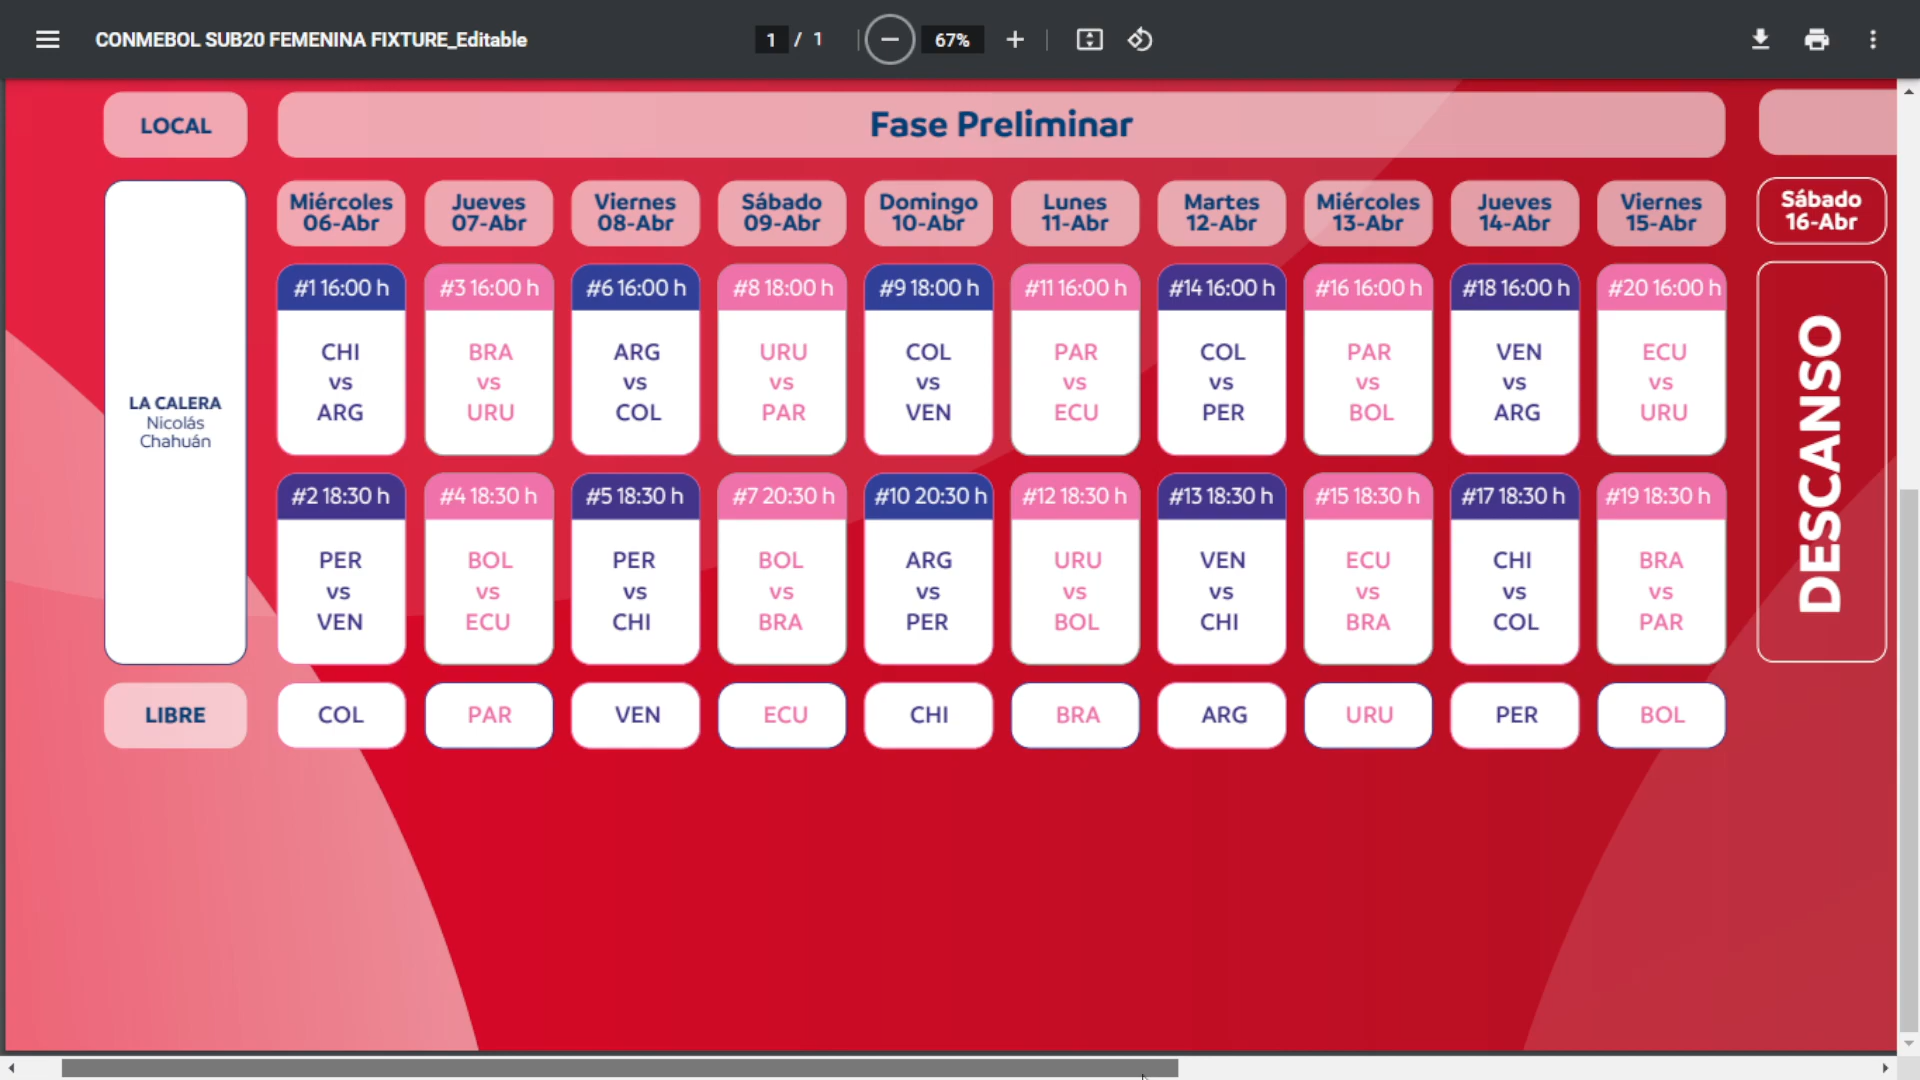 CONMEBOL SUB20 FEMENINA FIXTURE_Editable
1 / 1
67%
LOCAL
Fase Preliminar
Miércoles 06-Abr
Jueves 07-Abr
Viernes 08-Abr
Sábado 09-Abr
Domingo 10-Abr
Lunes 11-Abr
Martes 12-Abr
Miércoles 13-Abr
Jueves 14-Abr
Viernes 15-Abr
Sábado 16-Abr
LA CALERA
Nicolás
Chahuán
#1 16:00 h
CHI
vs
ARG
#3 16:00 h
BRA
vs
URU
#6 16:00 h
ARG
vs
COL
#8 18:00 h
URU
vs
PAR
#9 18:00 h
COL
vs
VEN
#11 16:00 h
PAR
vs
ECU
#14 16:00 h
COL
vs
PER
#16 16:00 h
PAR
vs
BOL
#18 16:00 h
VEN
vs
ARG
#20 16:00 h
ECU
vs
URU
DESCANSO
#2 18:30 h
PER
vs
VEN
#4 18:30 h
BOL
vs
ECU
#5 18:30 h
PER
vs
CHI
#7 20:30 h
BOL
vs
BRA
#10 20:30 h
ARG
vs
PER
#12 18:30 h
URU
vs
BOL
#13 18:30 h
VEN
vs
CHI
#15 18:30 h
ECU
vs
BRA
#17 18:30 h
CHI
vs
COL
#19 18:30 h
BRA
vs
PAR
LIBRE
COL
PAR
VEN
ECU
CHI
BRA
ARG
URU
PER
BOL